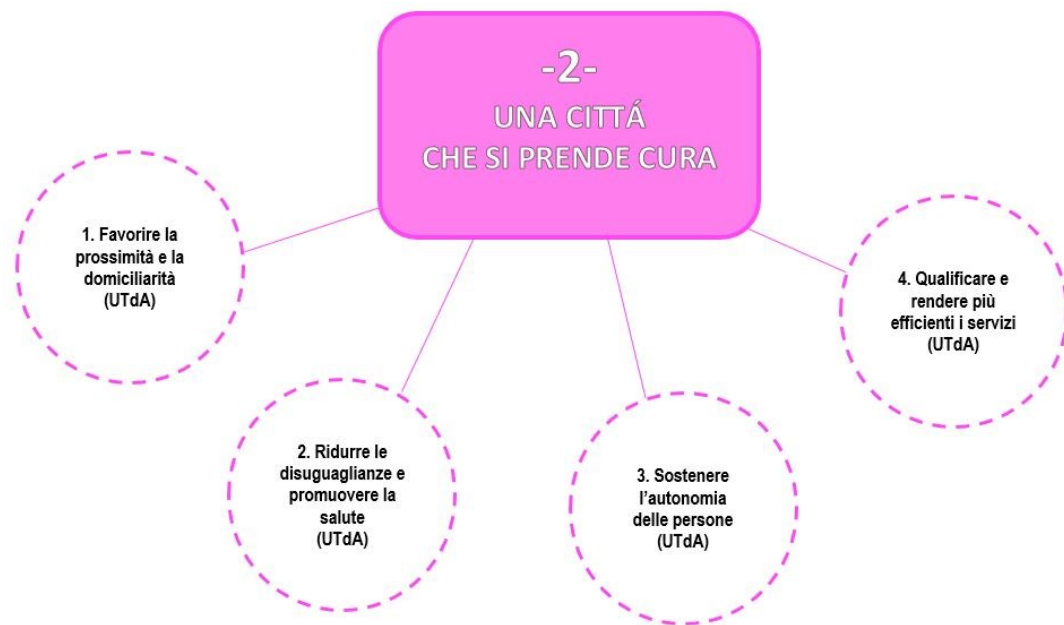 -2-
UNA CITTÁ
CHE SI PRENDE CURA
1. Favorire la
prossimità e la
domiciliarità
(UTdA)
2. Ridurre le
disuguaglianze e
promuovere la
salute
(UTdA)
3. Sostenere
l’autonomia
delle persone
(UTdA)
4. Qualificare e
rendere più
efficienti i servizi
(UTdA)